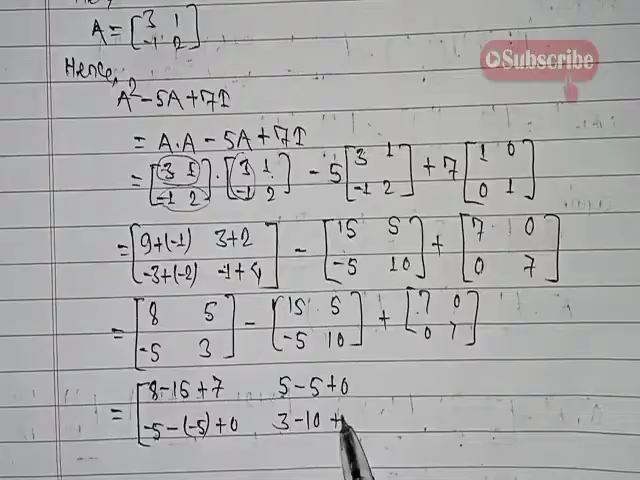 A = [3 1
-1 2]
Subscribe
Hence,
A² - 5A + 7I
= A.A - 5A + 7I
= [3 1
-1 2] . [3 1
-1 2] - 5 [3 1
-1 2] + 7 [1 0
0 1]
= [9+(-1) 3+2
-3+(-2) -1+4] - [15 5
-5 10] + [7 0
0 7]
= [8 5
-5 3] - [15 5
-5 10] + [7 0
0 7]
= [8-15+7 5-5+0
-5-(-5)+0 3-10+